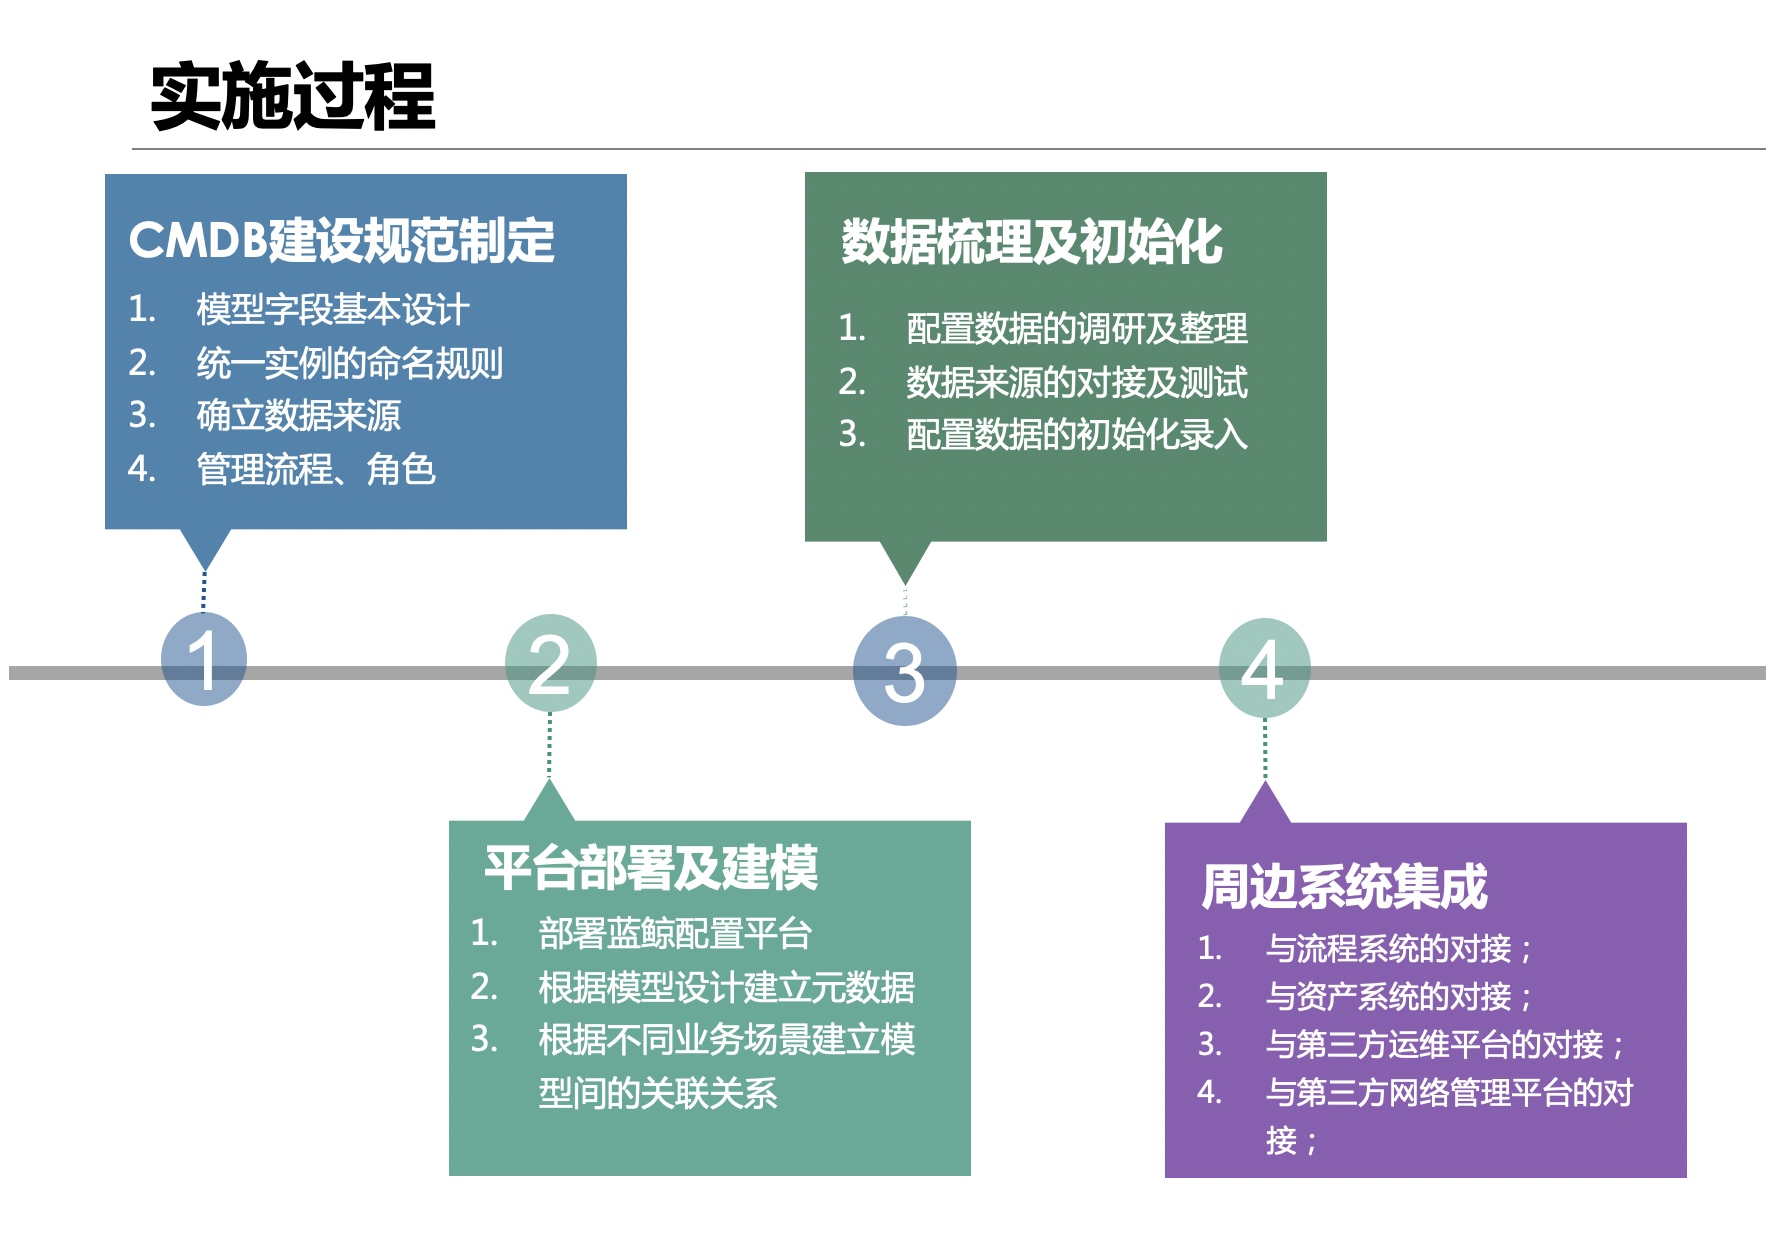 实施过程
CMDB建设规范制定
1. 模型字段基本设计
2. 统一实例的命名规则
3. 确立数据来源
4. 管理流程、角色
数据梳理及初始化
1. 配置数据的调研及整理
2. 数据来源的对接及测试
3. 配置数据的初始化录入
1
2
3
4
平台部署及建模
1. 部署蓝鲸配置平台
2. 根据模型设计建立元数据
3. 根据不同业务场景建立模
型间的关联关系
周边系统集成
1. 与流程系统的对接；
2. 与资产系统的对接；
3. 与第三方运维平台的对接；
4. 与第三方网络管理平台的对
接；